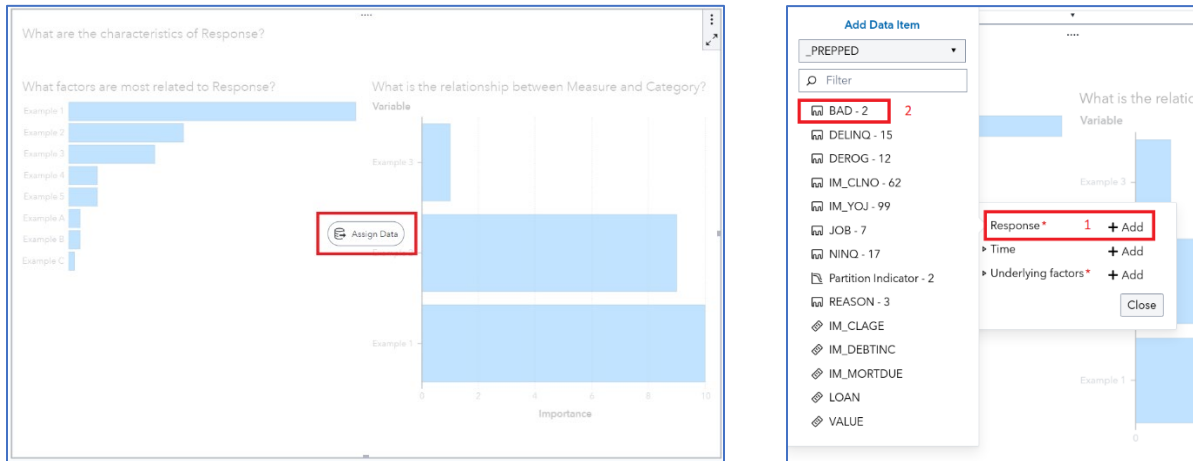 What are the characteristics of Response?
What factors are most related to Response?
Example 1
Example 2
Example 3
Example 4
Example 5
Example A
Example B
Example C
Assign Data
What is the relationship between Measure and Category?
Variable
Example 3
Example 1
0 2 4 6 8 10
Importance
Add Data Item
_PREPPED
Filter
BAD - 2 2
DELINQ - 15
DEROG - 12
IM_CLNO - 62
IM_YOJ - 99
JOB - 7
NINQ - 17
Partition Indicator - 2
REASON - 3
IM_CLAGE
IM_DEBTINC
IM_MORTDUE
LOAN
VALUE
What is the relatio
Variable
Example 3
Response* 1 + Add
Time + Add
Underlying factors* + Add
Close
Example 1
0